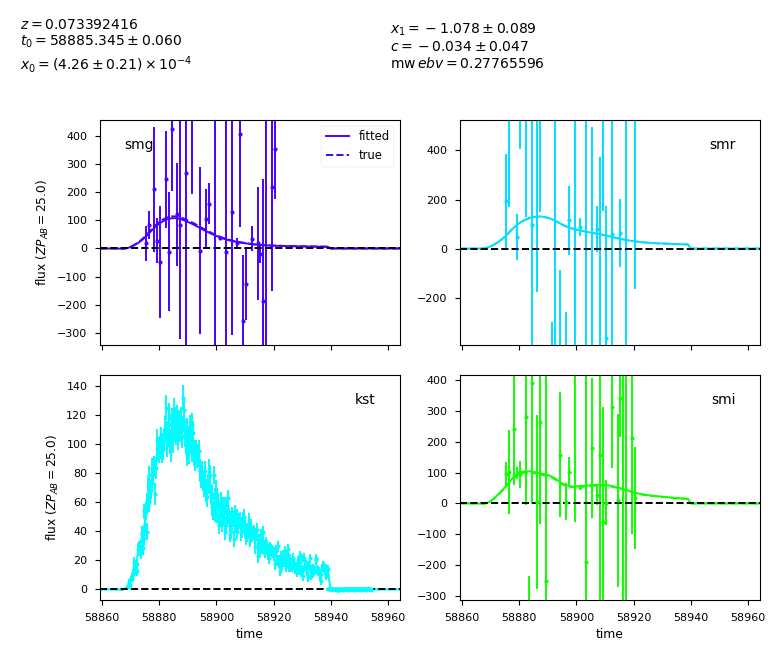 z = 0.073392416
t₀ = 58885.345 ± 0.060
x₀ = (4.26 ± 0.21) × 10⁻⁴
x₁ = −1.078 ± 0.089
c = −0.034 ± 0.047
mw ebv = 0.27765596
smg
fitted
true
flux (ZP_AB = 25.0)
400
300
200
100
0
−100
−200
−300
smr
400
200
0
−200
kst
flux (ZP_AB = 25.0)
140
120
100
80
60
40
20
0
58860 58880 58900 58920 58940 58960
time
smi
400
300
200
100
0
−100
−200
−300
58860 58880 58900 58920 58940 58960
time